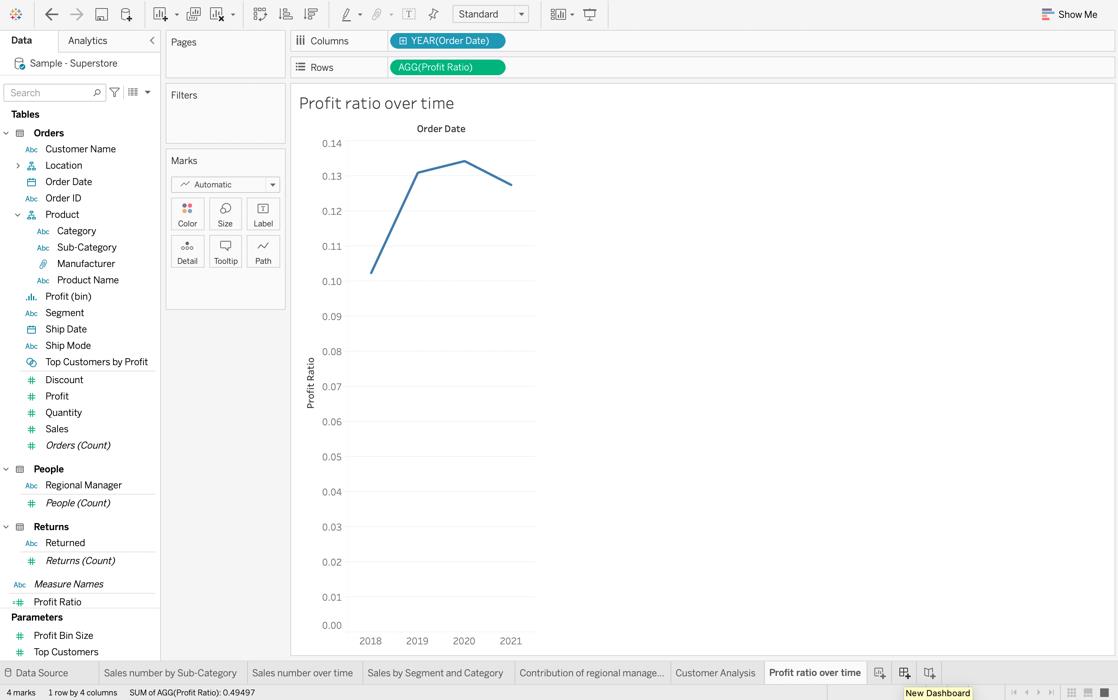 Standard
Show Me
Data
Analytics
Sample - Superstore
Search
Tables
Orders
Abc Customer Name
Location
Order Date
Abc Order ID
Product
Abc Category
Abc Sub-Category
Manufacturer
Abc Product Name
Profit (bin)
Abc Segment
Ship Date
Abc Ship Mode
Top Customers by Profit
Discount
Profit
Quantity
Sales
Orders (Count)
People
Abc Regional Manager
People (Count)
Returns
Abc Returned
Returns (Count)
Abc Measure Names
Profit Ratio
Parameters
Profit Bin Size
Top Customers
Pages
Filters
Marks
Automatic
Color
Size
Label
Detail
Tooltip
Path
Columns
YEAR(Order Date)
Rows
AGG(Profit Ratio)
Profit ratio over time
Order Date
0.14
0.13
0.12
0.11
0.10
0.09
0.08
0.07
0.06
0.05
0.04
0.03
0.02
0.01
0.00
Profit Ratio
2018 2019 2020 2021
Data Source
Sales number by Sub-Category
Sales number over time
Sales by Segment and Category
Contribution of regional manage...
Customer Analysis
Profit ratio over time
4 marks
1 row by 4 columns
SUM of AGG(Profit Ratio): 0.49497
New Dashboard